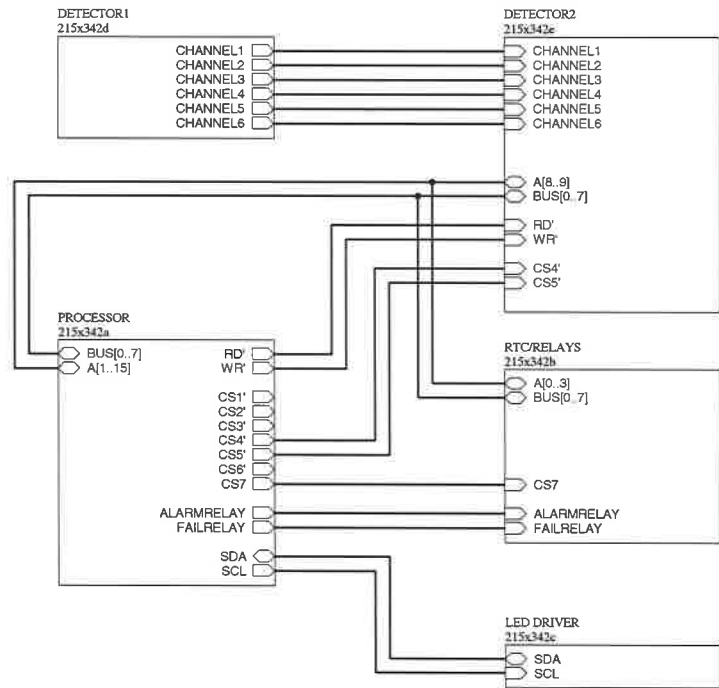 DETECTOR1
215x342d
CHANNEL1
CHANNEL2
CHANNEL3
CHANNEL4
CHANNEL5
CHANNEL6
DETECTOR2
215x342e
CHANNEL1
CHANNEL2
CHANNEL3
CHANNEL4
CHANNEL5
CHANNEL6
A[8..9]
BUS[0..7]
RD'
WR'
CS4'
CS5'
PROCESSOR
215x342a
BUS[0..7]
A[1..15]
RD'
WR'
CS1'
CS2'
CS3'
CS4'
CS5'
CS6'
CS7
ALARMRELAY
FAILRELAY
SDA
SCL
RTC/RELAYS
215x342b
A[0..3]
BUS[0..7]
CS7
ALARMRELAY
FAILRELAY
LED DRIVER
215x342c
SDA
SCL